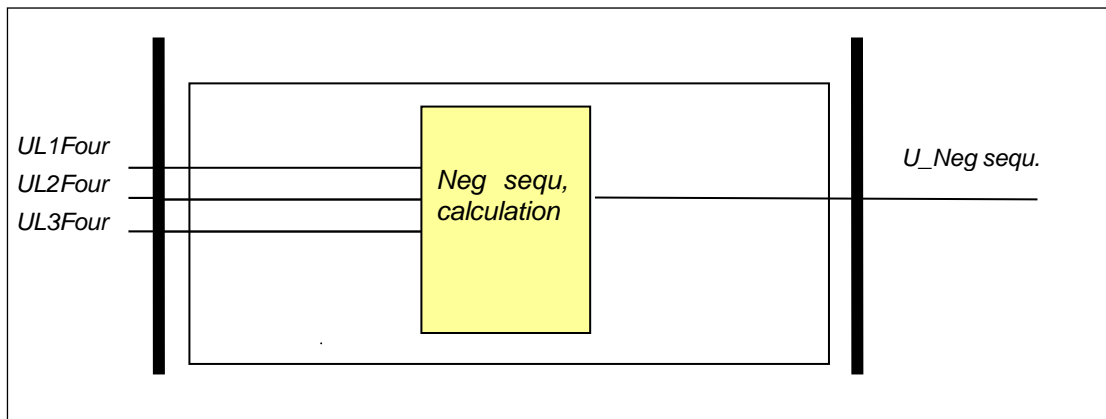 UL1Four
UL2Four
UL3Four
Neg sequ,
calculation
U_Neg sequ.